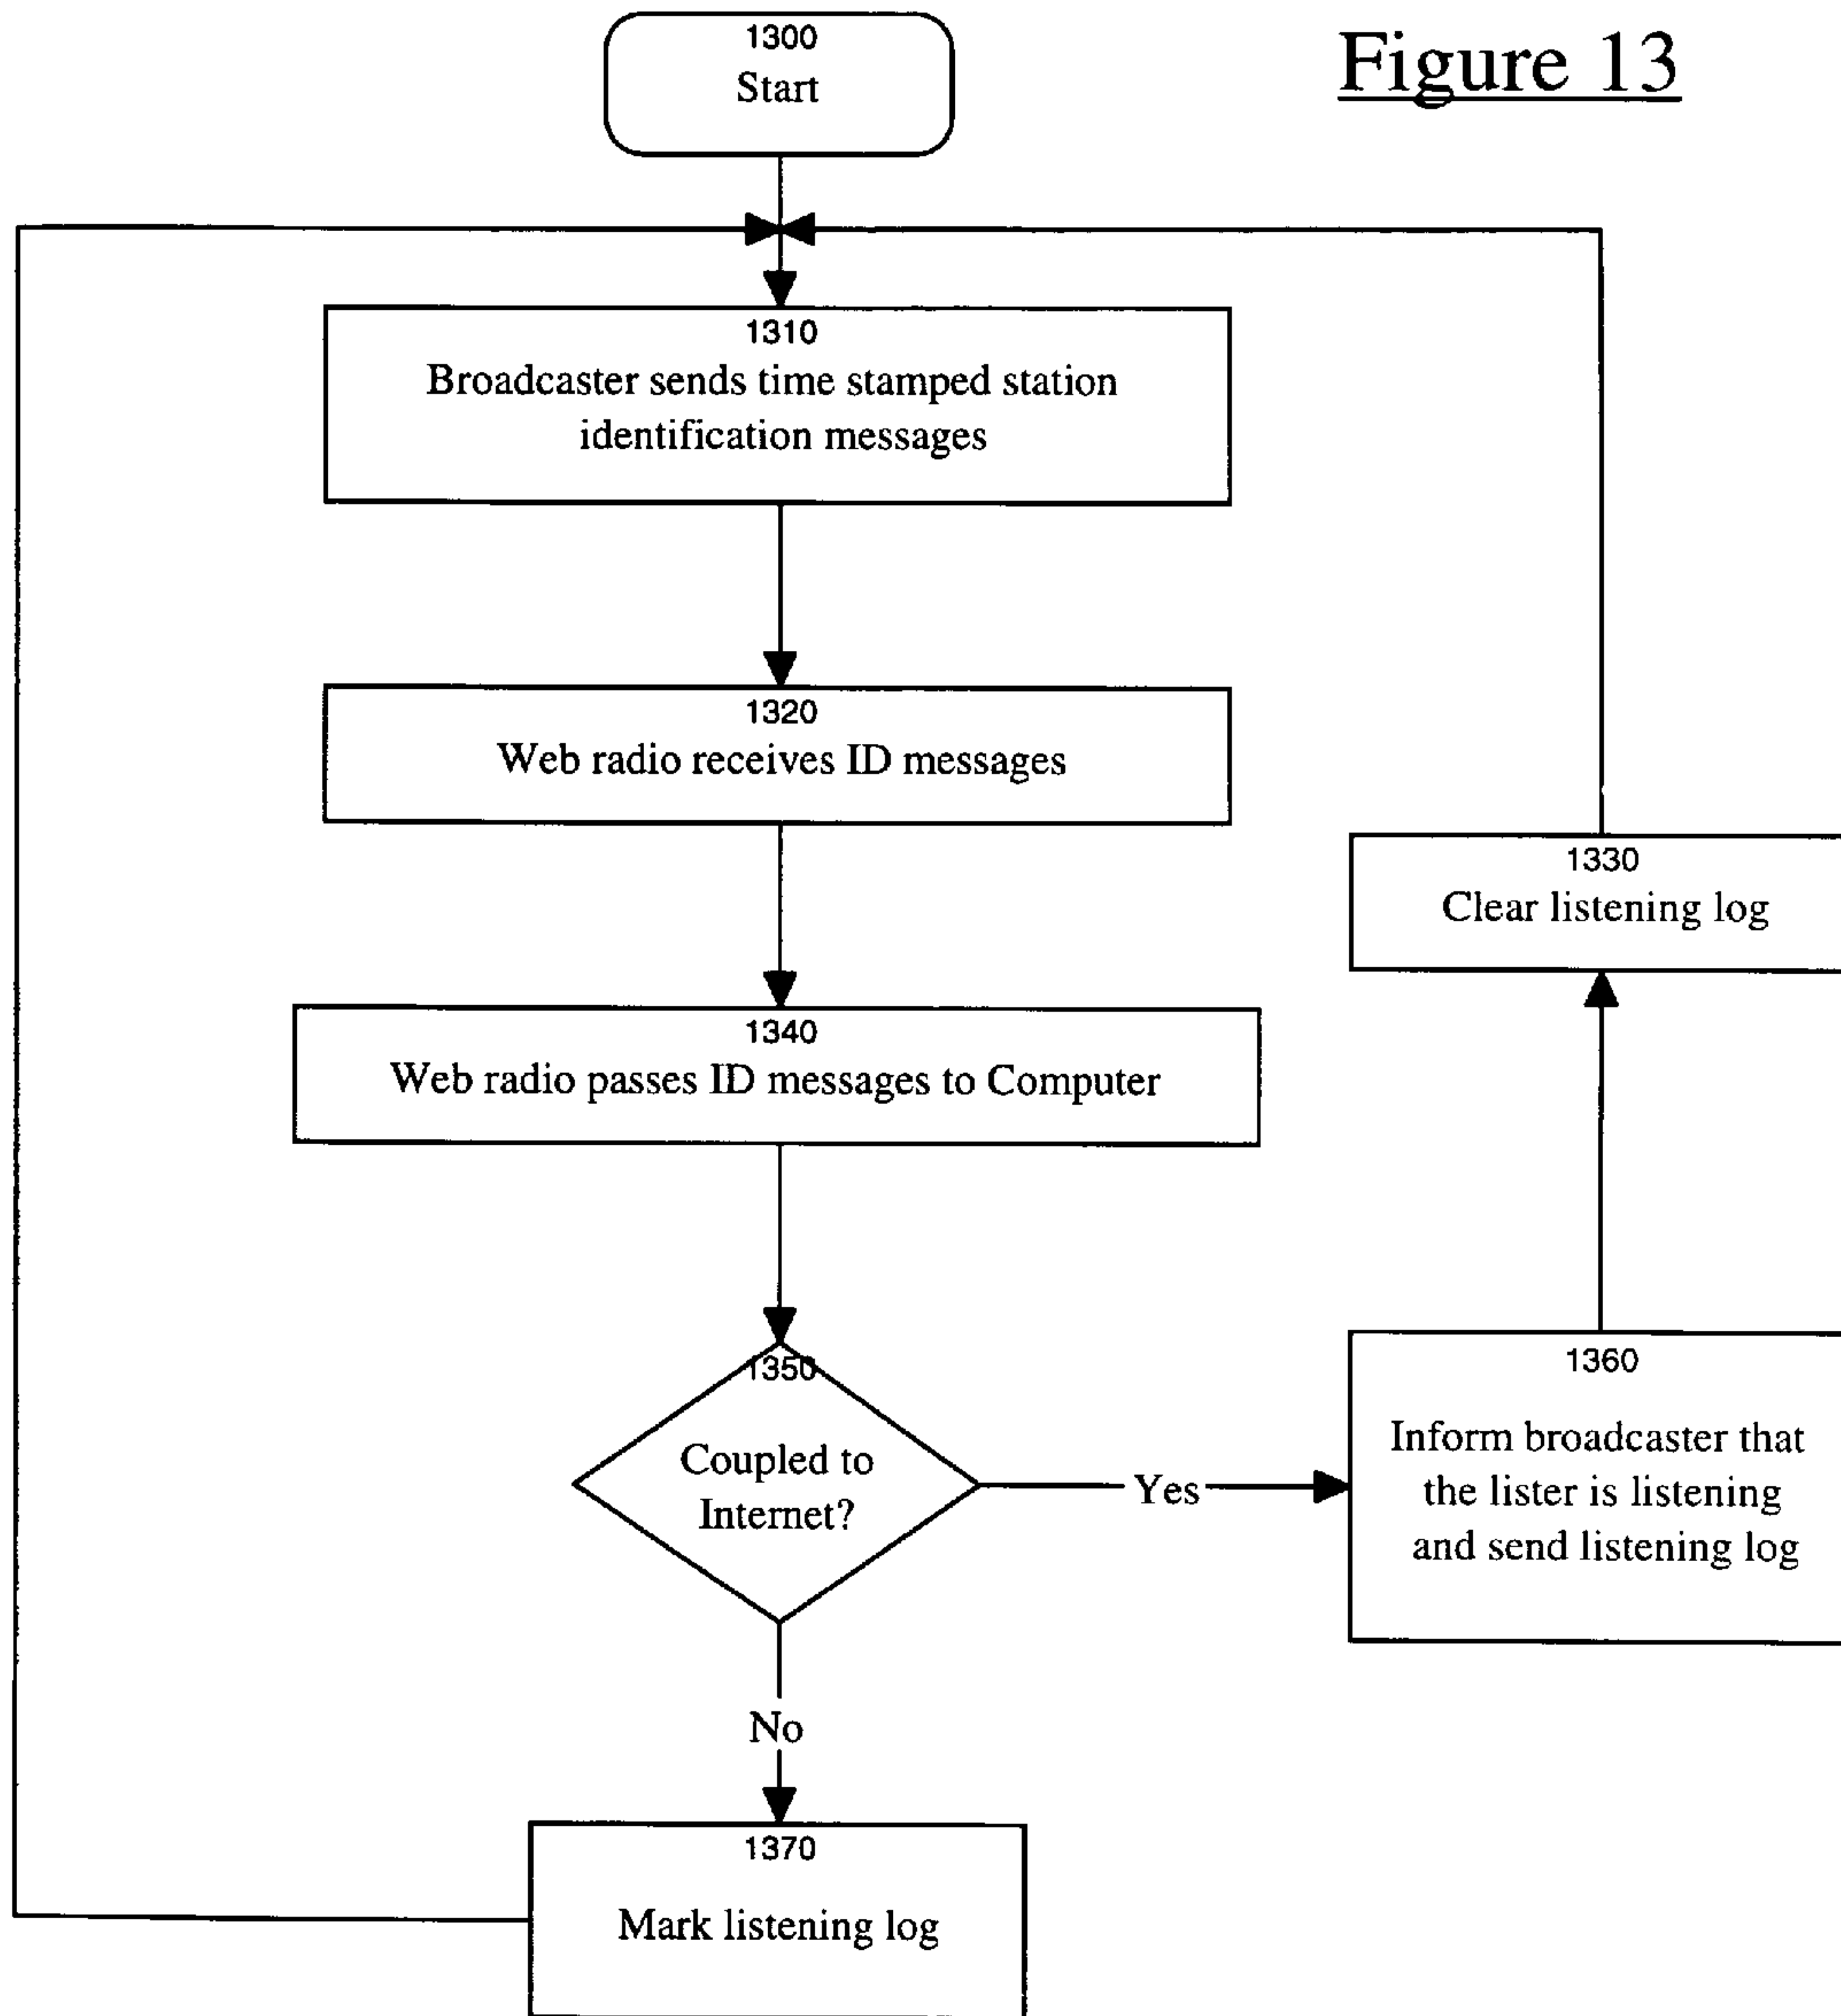 Figure 13
1300
Start
1310
Broadcaster sends time stamped station
identification messages
1320
Web radio receives ID messages
1330
Clear listening log
1340
Web radio passes ID messages to Computer
1350
Coupled to
Internet?
Yes
1360
Inform broadcaster that
the lister is listening
and send listening log
No
1370
Mark listening log